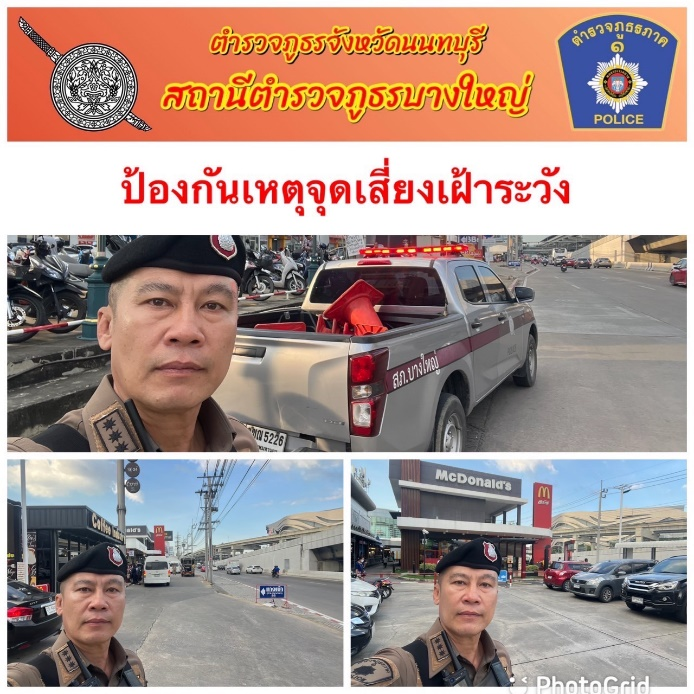 ตำรวจภูธรจังหวัดนนทบุรี
สถานีตำรวจภูธรบางใหญ่
ตำรวจภูธรภาค
๑
POLICE
ป้องกันเหตุจุดเสี่ยงเฝ้าระวัง
สภ.บางใหญ่
5226
Coffee
McDonald's
McDonald's
PhotoGrid